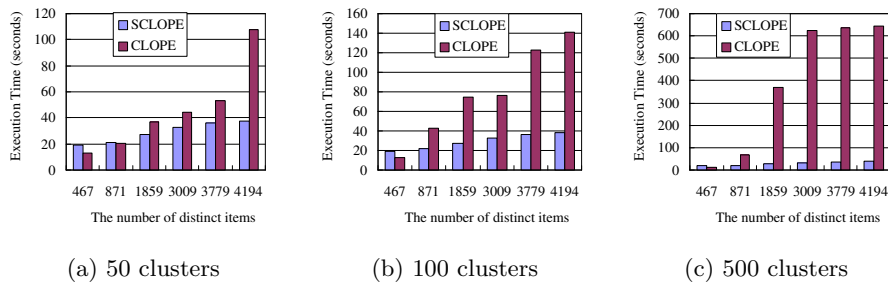 Execution Time (seconds)
120
100
80
60
40
20
0
SCLOPE
CLOPE
467 871 1859 3009 3779 4194
The number of distinct items
(a) 50 clusters
Execution Time (seconds)
160
140
120
100
80
60
40
20
0
SCLOPE
CLOPE
467 871 1859 3009 3779 4194
The number of distinct items
(b) 100 clusters
Execution Time (seconds)
700
600
500
400
300
200
100
0
SCLOPE
CLOPE
467 871 1859 3009 3779 4194
The number of distinct items
(c) 500 clusters